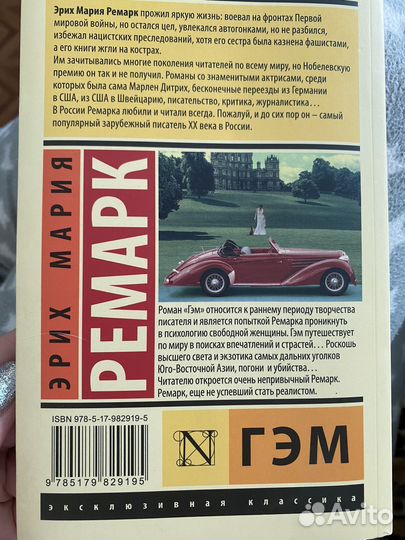 Эрих Мария Ремарк прожил яркую жизнь: воевал на фронтах Первой
мировой войны, но остался цел, увлекался автогонками, но не разбился,
избежал нацистских преследований, хотя его сестра была казнена фашистами,
а его книги жгли на кострах.
Им зачитывались многие поколения читателей по всему миру, но Нобелевскую
премию он так и не получил. Романы со знаменитыми актрисами, среди
которых была сама Марлен Дитрих, бесконечные переезды из Германии
в США, из США в Швейцарию, писательство, критика, журналистика…
В России Ремарка любили и читали всегда. Пожалуй, и до сих пор он – самый
популярный зарубежный писатель XX века в России.
ЭРИХ МАРИЯ
РЕМАРК
Роман «Гэм» относится к раннему периоду творчества
писателя и является попыткой Ремарка проникнуть
в психологию свободной женщины. Гэм путешествует
по миру в поисках впечатлений и страстей… Роскошь
высшего света и экзотика самых дальних уголков
Юго-Восточной Азии, погони и убийства…
Читателю откроется очень непривычный Ремарк.
Ремарк, еще не успевший стать реалистом.
ISBN 978-5-17-982919-5
9 785179 829195
N
ГЭМ
эксклюзивная классика
Avito